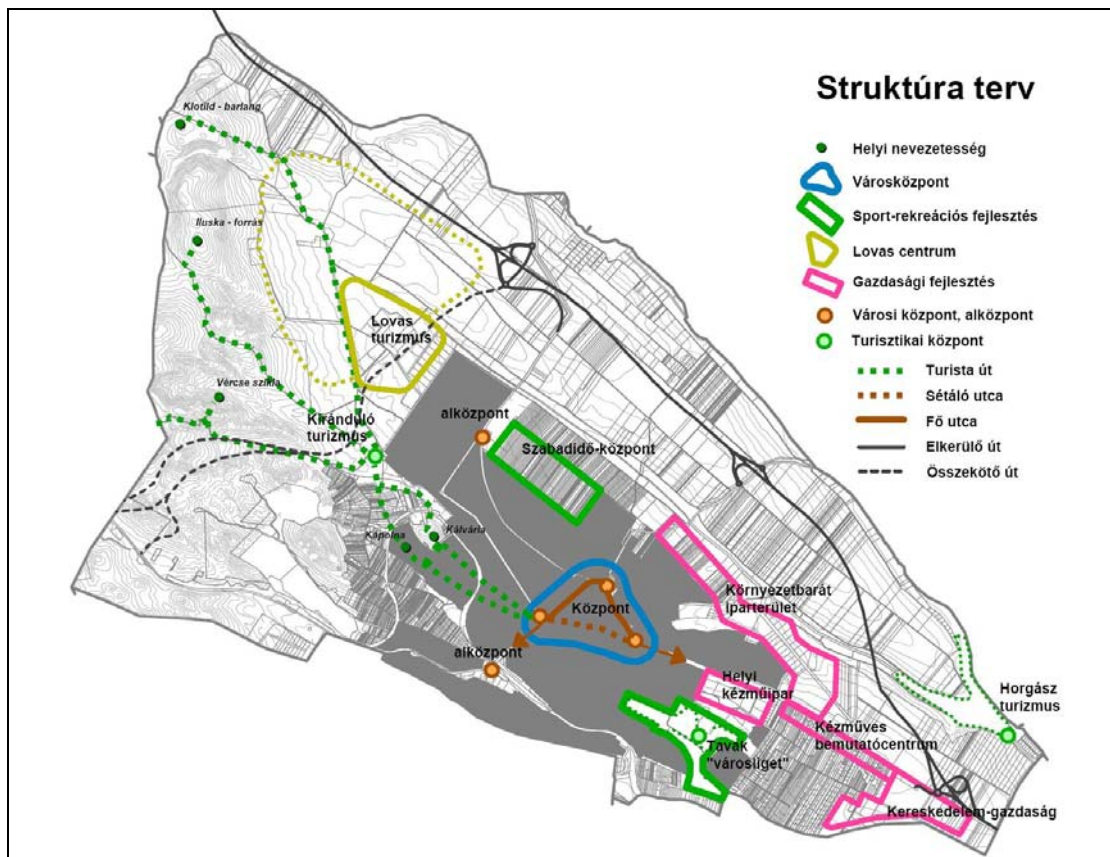 Struktúra terv
Helyi nevezetesség
Városközpont
Sport-rekreációs fejlesztés
Lovas centrum
Gazdasági fejlesztés
Városi központ, alközpont
Turisztikai központ
Turista út
Sétáló utca
Fő utca
Elkerülő út
Összekötő út
Klotild - barlang
Iluska - forrás
Lovas
turizmus
Vércse szikla
Kiránduló
turizmus
alközpont
Szabadidő-központ
Kápolna
Kálvária
Környezetbarát
iparterület
Központ
alközpont
Helyi
kézműipar
Horgász
turizmus
Kézműves
bemutatócentrum
Tavak
"városliget"
Kereskedelem-gazdaság